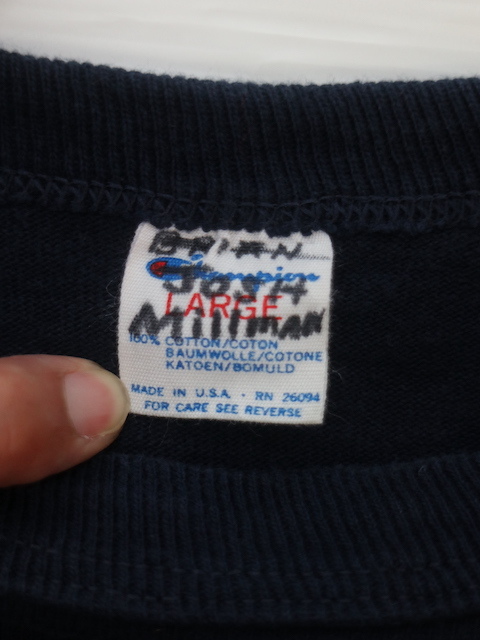 BRIAN
Champion
JOSH
LARGE
MillMAN
100% COTTON/COTON
BAUMWOLLE/COTONE
KATOEN/BOMULD
MADE IN U.S.A. · RN 26094
FOR CARE SEE REVERSE